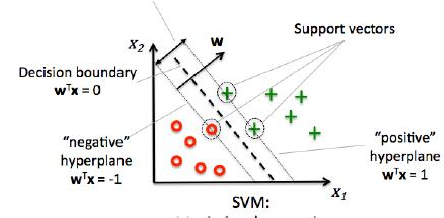 Support vectors
X₂
w
Decision boundary
wᵀx = 0
"negative"
hyperplane
wᵀx = -1
"positive"
hyperplane
wᵀx = 1
X₁
SVM: